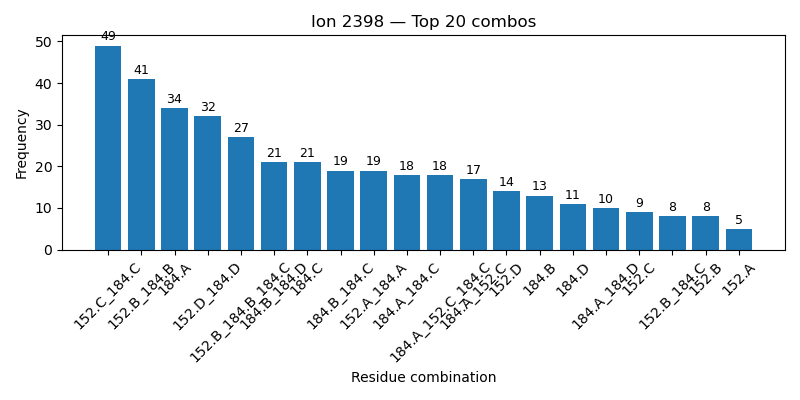 Ion 2398 — Top 20 combos
Frequency
50
40
30
20
10
0
49
41
34
32
27
21
21
19
19
18
18
17
14
13
11
10
9
8
8
5
152.C_184.C
152.B_184.B
184.A
152.D_184.D
152.B_184.B_184.C
184.B_184.D
184.C
184.B_184.C
152.A_184.A
184.A_184.C
184.A_152.C_184.C
184.A_152.C
152.D
184.B
184.D
184.A_184.D
152.C
152.B_184.C
152.B
152.A
Residue combination